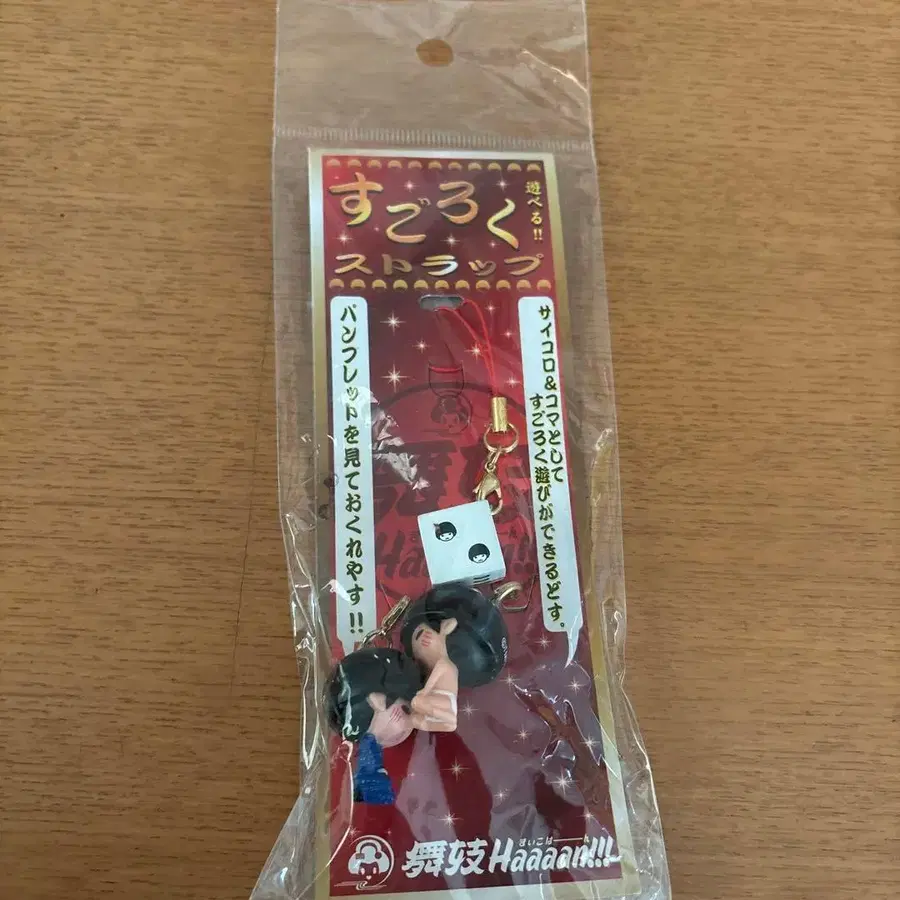 すごろく
遊べる!!
ストラップ
サイコロ&コマとして
すごろく遊びができるどす。
パンフレットを見ておくれやす!!
舞妓
Haaaan!!!
まいこはーん
舞妓Haaaan!!!